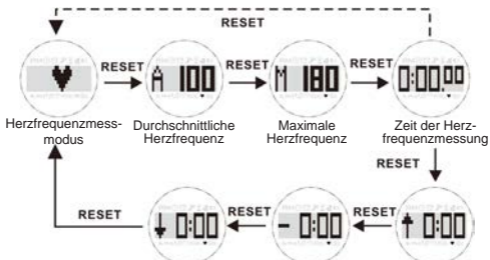 RESET
RESET
RESET
RESET
Ā 100
M 180
0:00.00
Herzfrequenzmess-
modus
Durchschnittliche
Herzfrequenz
Maximale
Herzfrequenz
Zeit der Herz-
frequenzmessung
RESET
RESET
RESET
RESET
↓ 0:00
– 0:00
↑ 0:00